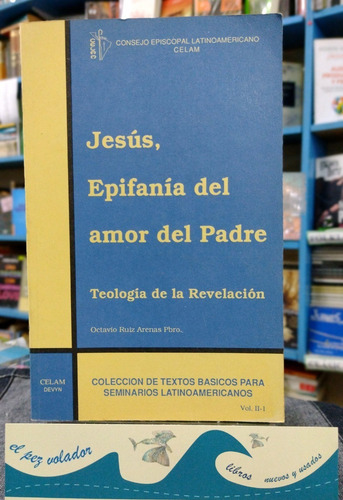 CONSEJO EPISCOPAL LATINOAMERICANO
CELAM
Jesús,
Epifanía del
amor del Padre
Teología de la Revelación
Octavio Ruiz Arenas Pbro.
CELAM
DEVYN
COLECCION DE TEXTOS BASICOS PARA
SEMINARIOS LATINOAMERICANOS
Vol. II-1
el pez volador
libros nuevos y usados